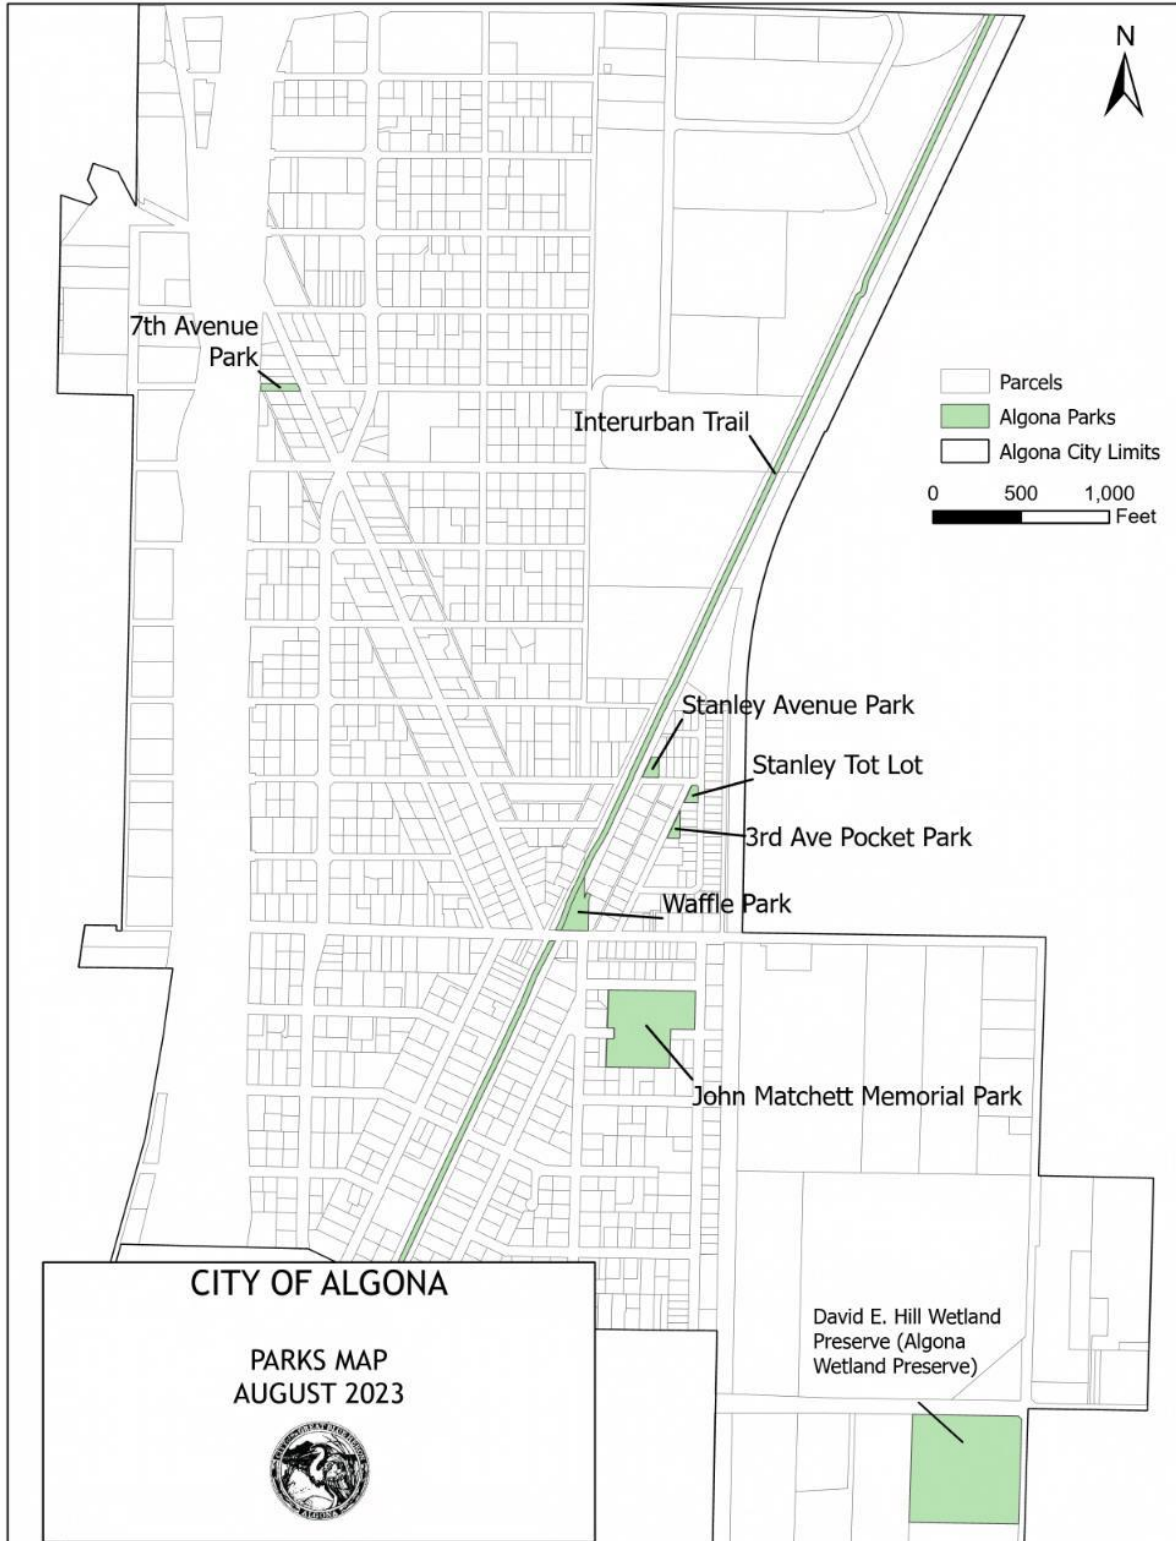 N
7th Avenue
Park
Interurban Trail
Parcels
Algona Parks
Algona City Limits
0 500 1,000
Feet
Stanley Avenue Park
Stanley Tot Lot
3rd Ave Pocket Park
Waffle Park
John Matchett Memorial Park
David E. Hill Wetland
Preserve (Algona
Wetland Preserve)
CITY OF ALGONA
PARKS MAP
AUGUST 2023
ALGONA